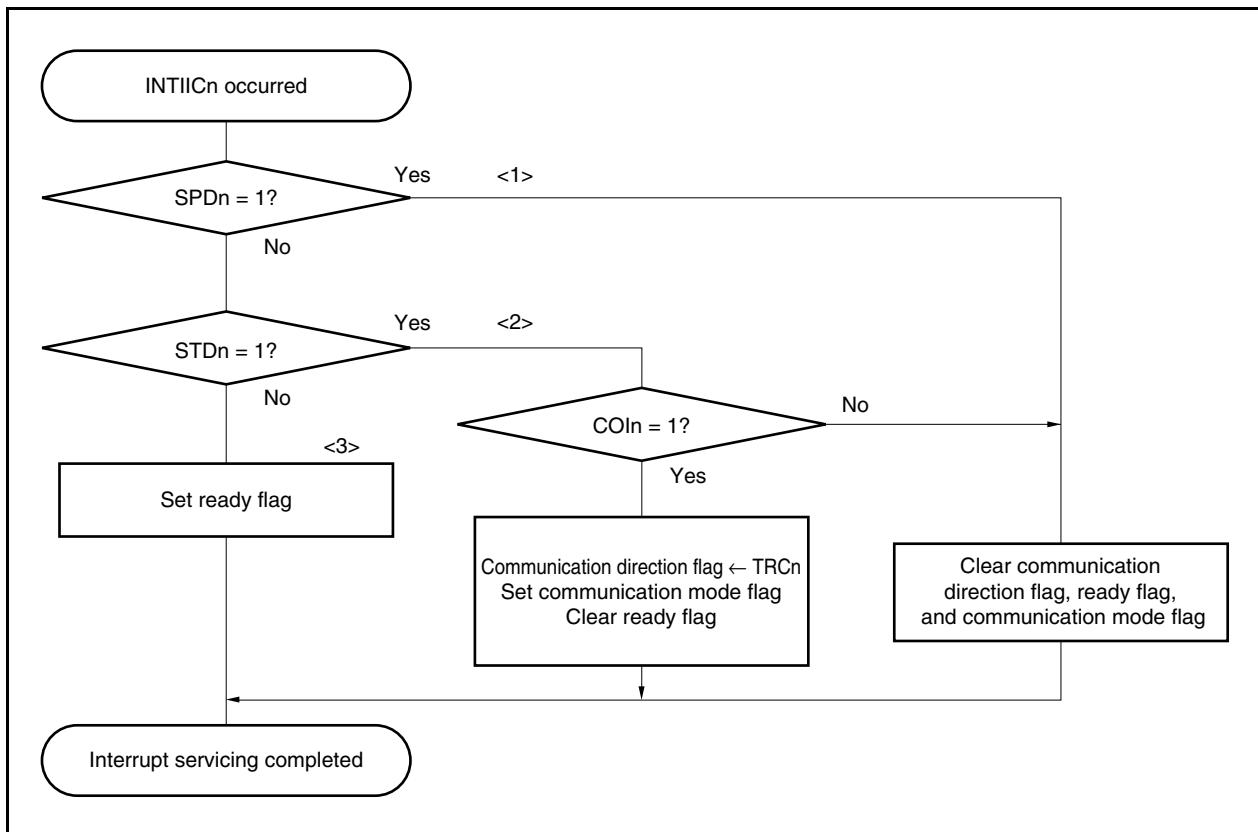 INTIICn occurred
Yes
<1>
SPDn = 1?
No
Yes
<2>
STDn = 1?
No
No
COIn = 1?
<3>
Yes
Set ready flag
Communication direction flag ← TRCn
Set communication mode flag
Clear ready flag
Clear communication
direction flag, ready flag,
and communication mode flag
Interrupt servicing completed